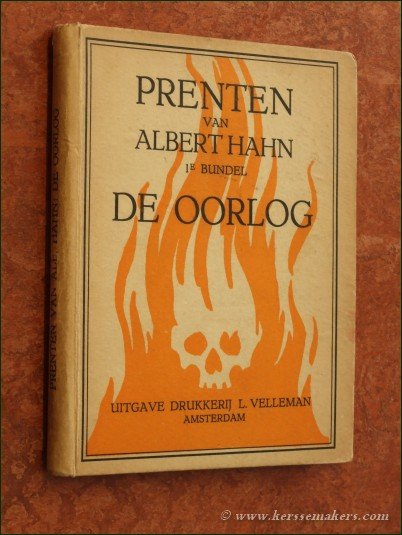 PRENTEN
VAN
ALBERT HAHN
1E BUNDEL
DE OORLOG
UITGAVE DRUKKERIJ L. VELLEMAN
AMSTERDAM
PRENTEN VAN ALB. HAHN: DE OORLOG
© www.kerssemakers.com